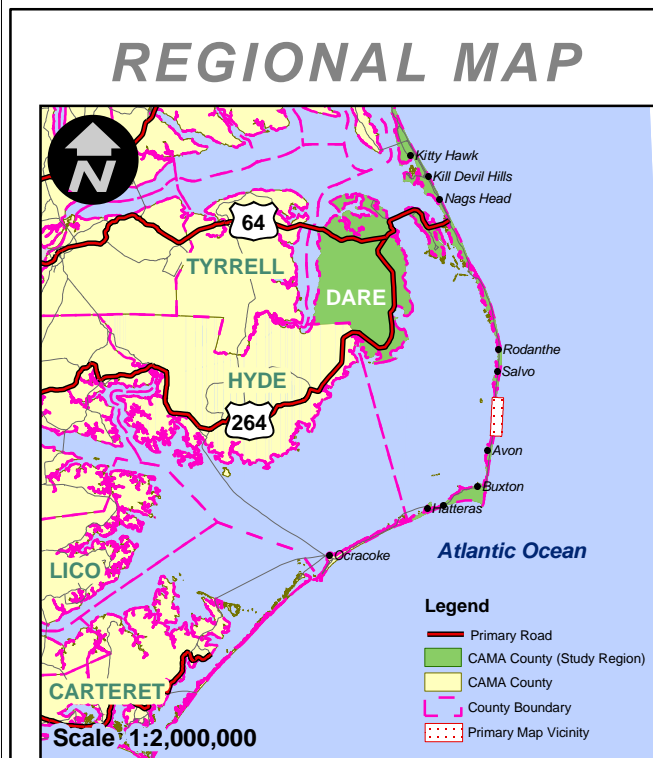 REGIONAL MAP
N
Kitty Hawk
Kill Devil Hills
Nags Head
64
TYRRELL
DARE
Rodanthe
Salvo
HYDE
264
Avon
Buxton
Hatteras
Ocracoke
Atlantic Ocean
LICO
Legend
Primary Road
CAMA County (Study Region)
CAMA County
County Boundary
Primary Map Vicinity
CARTERET
Scale 1:2,000,000